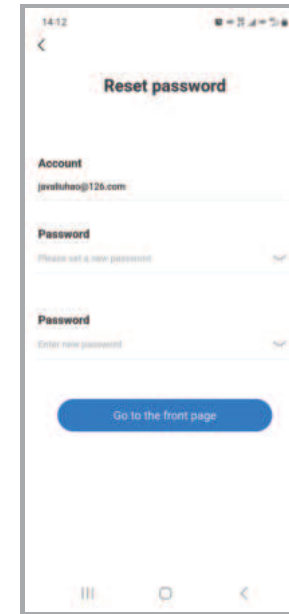 14:12
Reset password
Account
javaliuhao@126.com
Password
Please set a new password
Password
Enter new password
Go to the front page